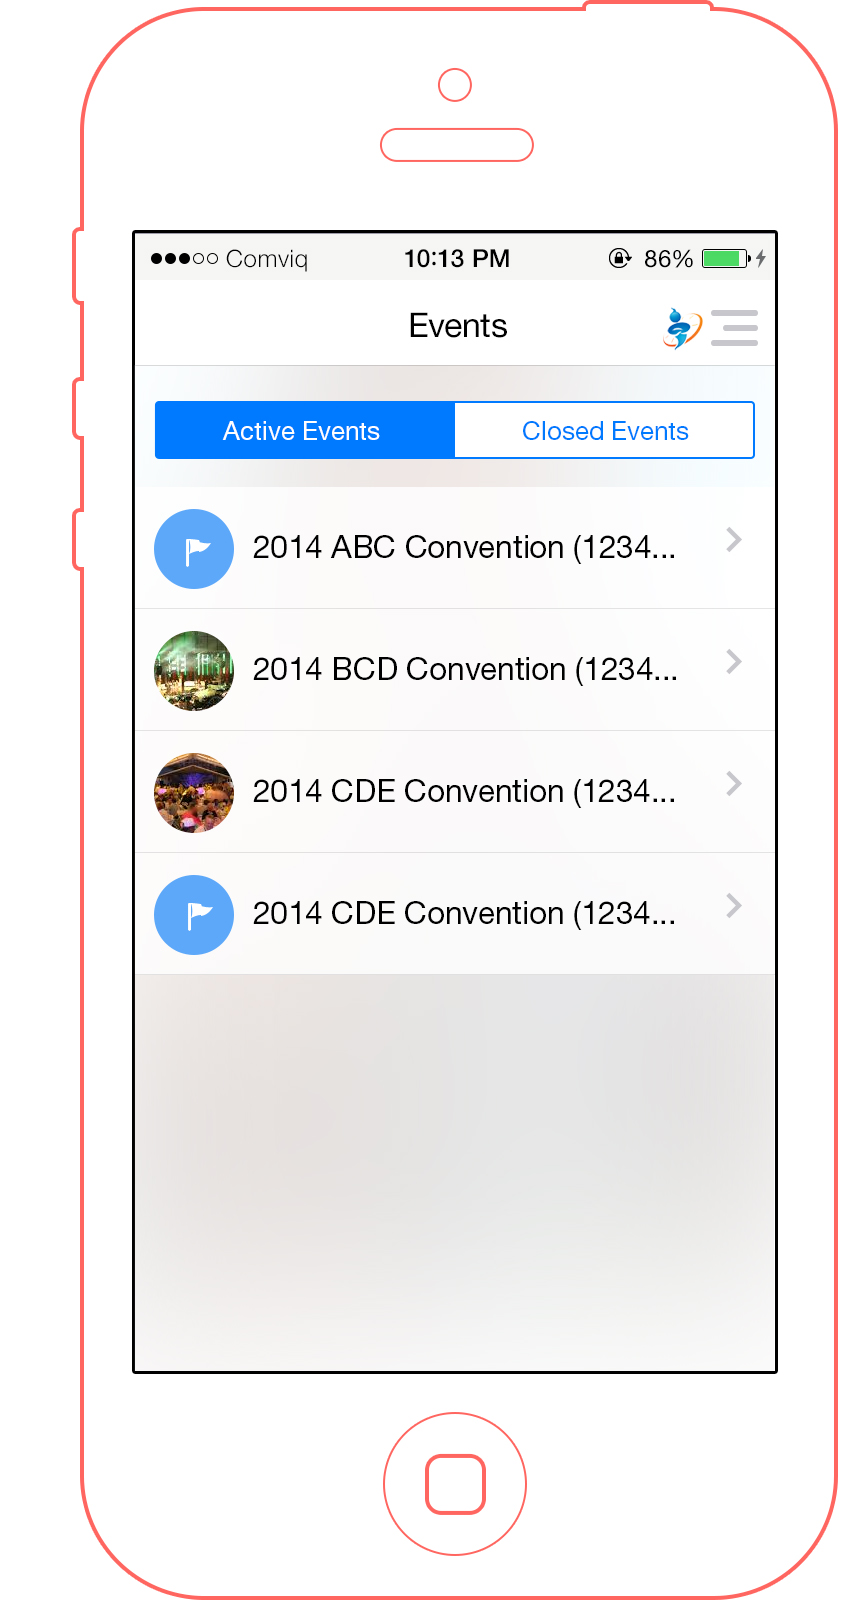 Comviq 10:13 PM 86%
Events
Active Events Closed Events
2014 ABC Convention (1234...
2014 BCD Convention (1234...
2014 CDE Convention (1234...
2014 CDE Convention (1234...